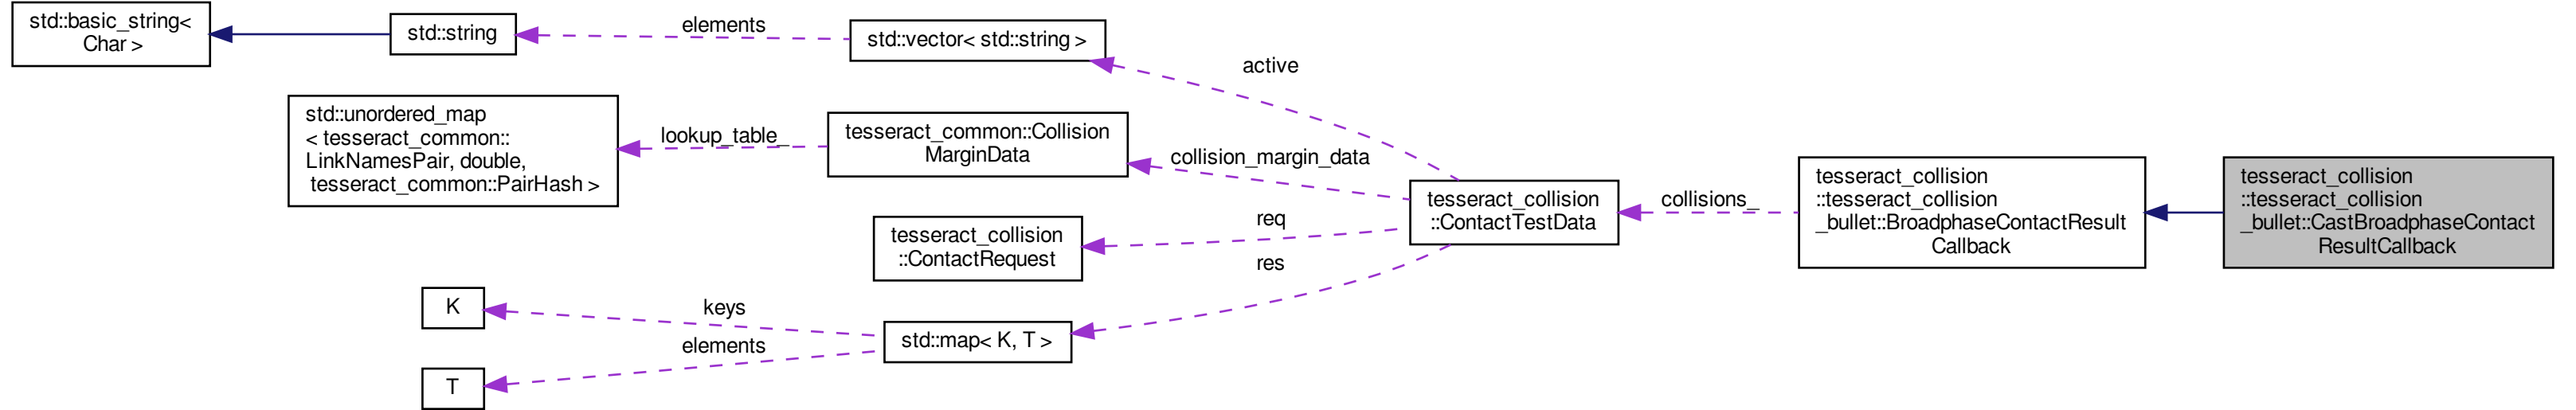 std::basic_string<
Char >
std::string
elements
std::vector< std::string >
active
std::unordered_map
< tesseract_common::
LinkNamesPair, double,
tesseract_common::PairHash >
lookup_table_
tesseract_common::Collision
MarginData
collision_margin_data
tesseract_collision
::ContactRequest
req
res
tesseract_collision
::ContactTestData
collisions_
tesseract_collision
::tesseract_collision
_bullet::BroadphaseContactResult
Callback
tesseract_collision
::tesseract_collision
_bullet::CastBroadphaseContact
ResultCallback
K
keys
std::map< K, T >
elements
T